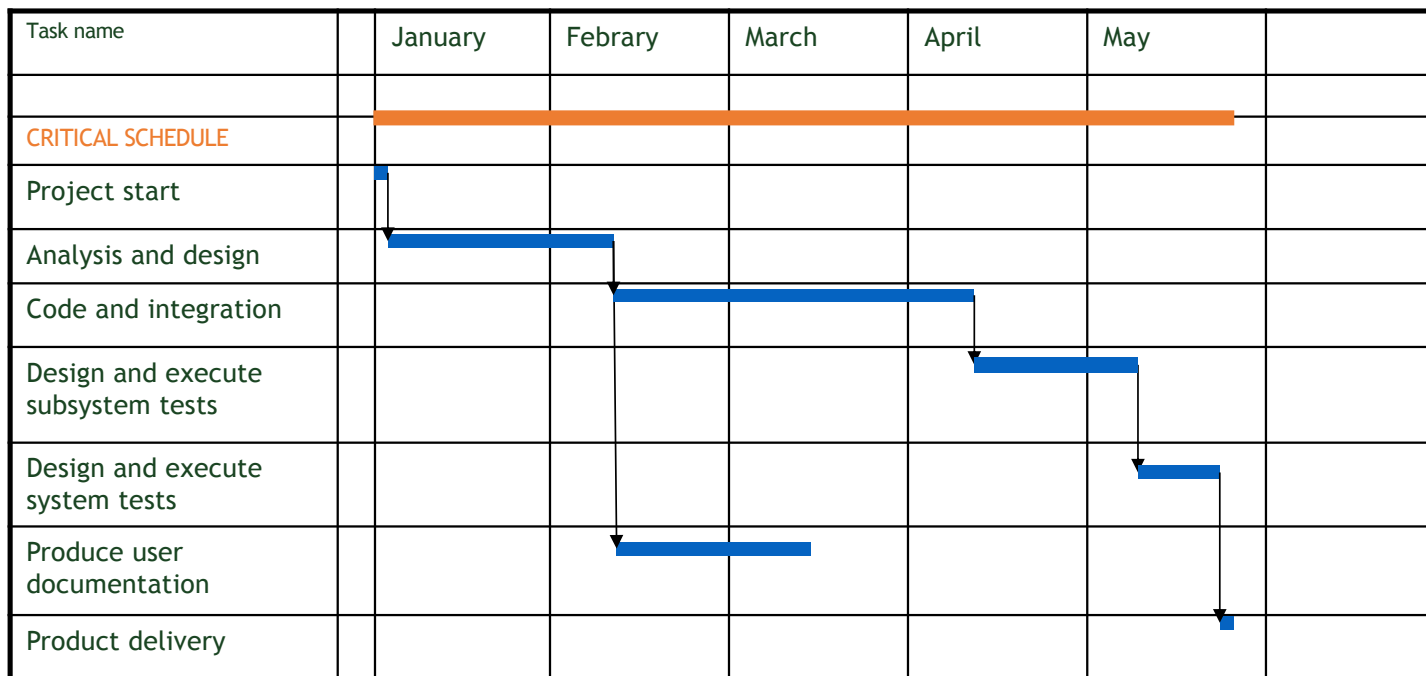 Task name
January
Febrary
March
April
May
CRITICAL SCHEDULE
Project start
Analysis and design
Code and integration
Design and execute
subsystem tests
Design and execute
system tests
Produce user
documentation
Product delivery